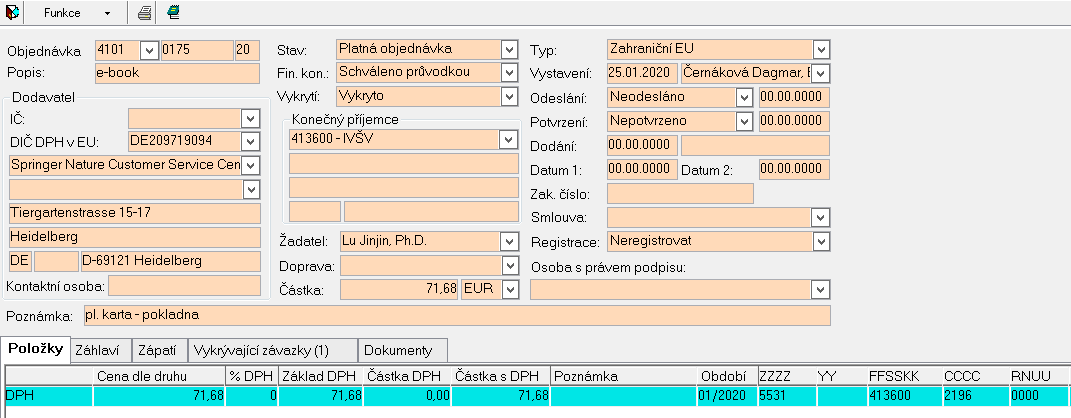 Funkce
Objednávka 4101 0175 20
Popis: e-book
Dodavatel
IČ:
DIČ DPH v EU: DE209719094
Springer Nature Customer Service Cen
Tiergartenstrasse 15-17
Heidelberg
DE D-69121 Heidelberg
Kontaktní osoba:
Stav: Platná objednávka
Fin. kon.: Schváleno průvodkou
Vykrytí: Vykryto
Konečný příjemce
413600 - IVŠV
Žadatel: Lu Jinjin, Ph.D.
Doprava:
Částka: 71,68 EUR
Typ: Zahraniční EU
Vystavení: 25.01.2020 Černáková Dagmar,
Odeslání: Neodesláno 00.00.0000
Potvrzení: Nepotvrzeno 00.00.0000
Dodání: 00.00.0000
Datum 1: 00.00.0000 Datum 2: 00.00.0000
Zak. číslo:
Smlouva:
Registrace: Neregistrovat
Osoba s právem podpisu:
Poznámka: pl. karta - pokladna
Položky Záhlaví Zápatí Vykrývající závazky (1) Dokumenty
Cena dle druhu % DPH Základ DPH Částka DPH Částka s DPH Poznámka Období ZZZZ YY FFSSKK CCCC RNUU
DPH 71,68 0 71,68 0,00 71,68 01/2020 5531 413600 2196 0000